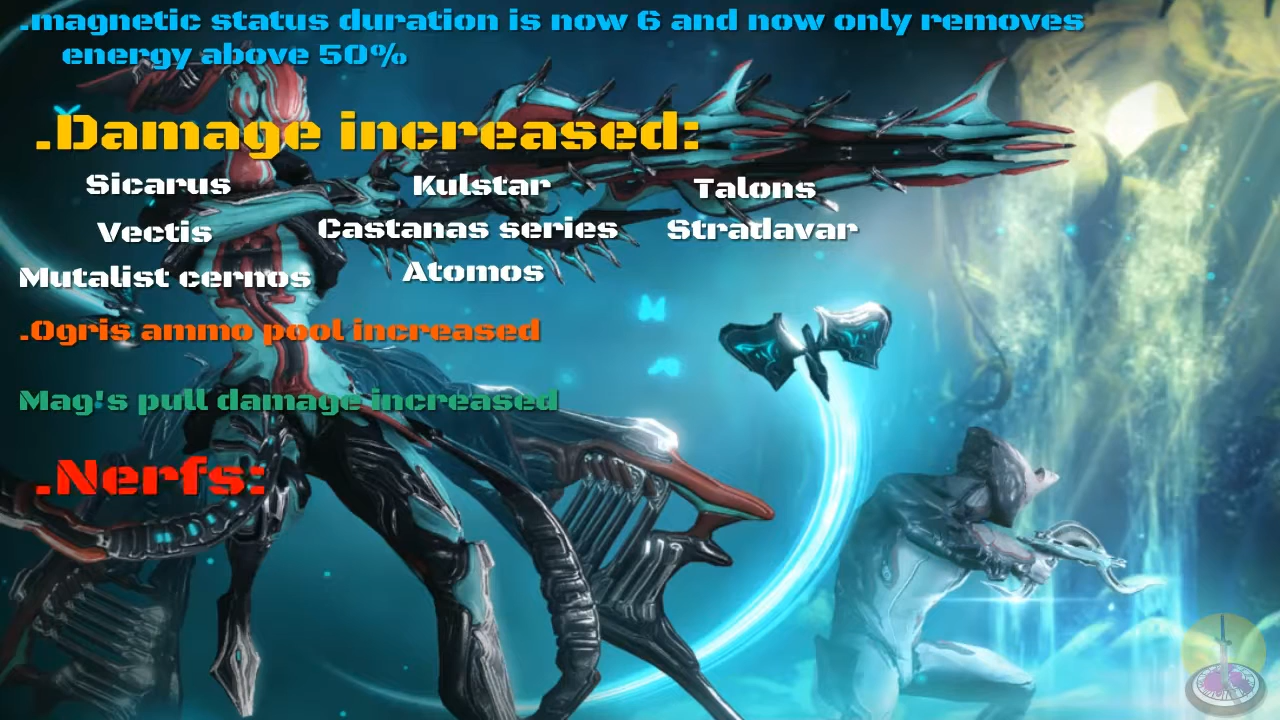 .magnetic status duration is now 6 and now only removes
energy above 50%
.Damage increased:
Sicarus Kulstar Talons
Vectis Castanas series Stradavar
Mutalist cernos Atomos
.Ogris ammo pool increased
Mag's pull damage increased
.Nerfs: